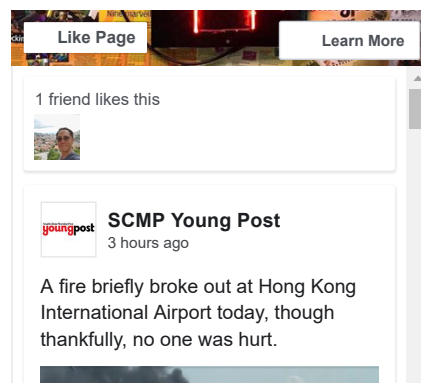 Like Page
Learn More
1 friend likes this
youngpost
SCMP Young Post
3 hours ago
A fire briefly broke out at Hong Kong
International Airport today, though
thankfully, no one was hurt.